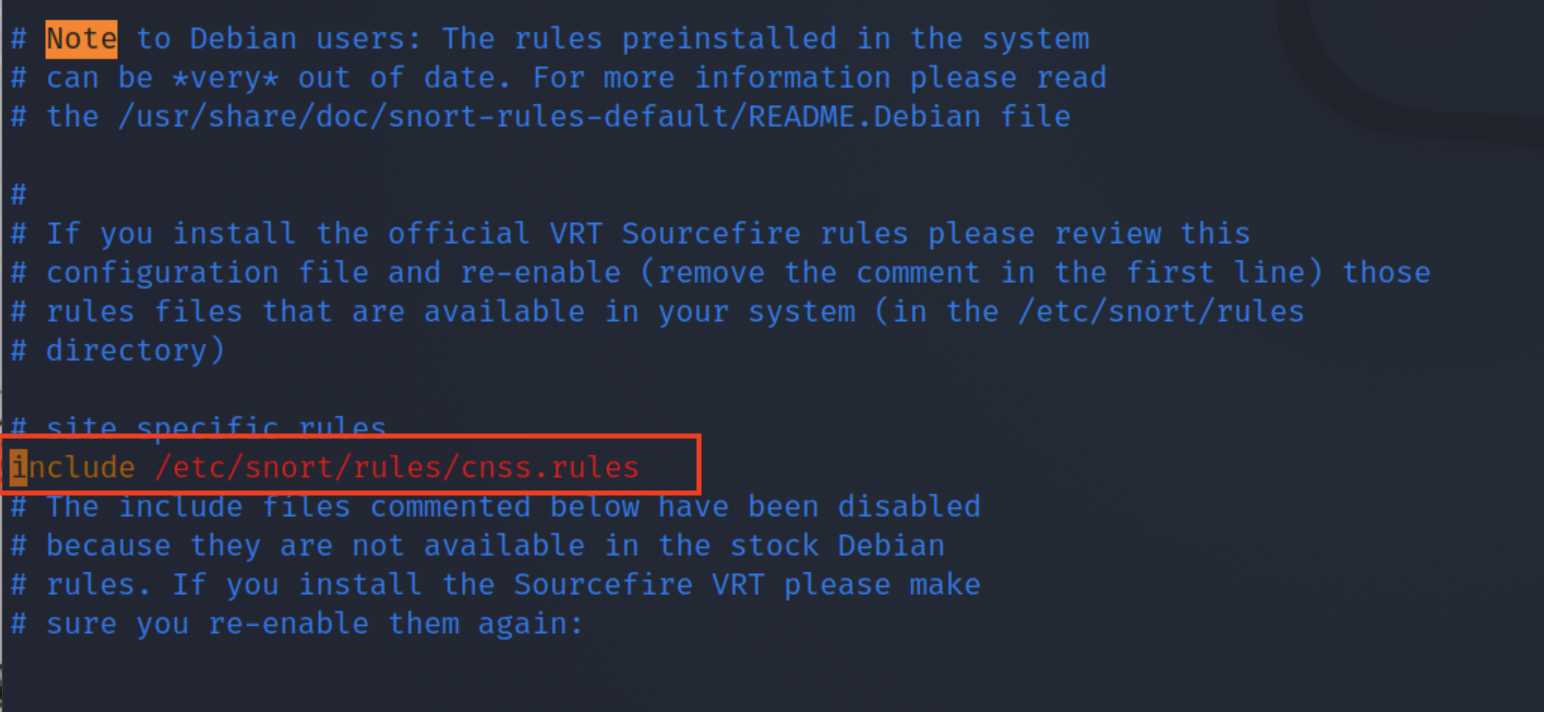 # Note to Debian users: The rules preinstalled in the system
# can be *very* out of date. For more information please read
# the /usr/share/doc/snort-rules-default/README.Debian file
#
# If you install the official VRT Sourcefire rules please review this
# configuration file and re-enable (remove the comment in the first line) those
# rules files that are available in your system (in the /etc/snort/rules
# directory)
# site specific rules
include /etc/snort/rules/cnss.rules
# The include files commented below have been disabled
# because they are not available in the stock Debian
# rules. If you install the Sourcefire VRT please make
# sure you re-enable them again: